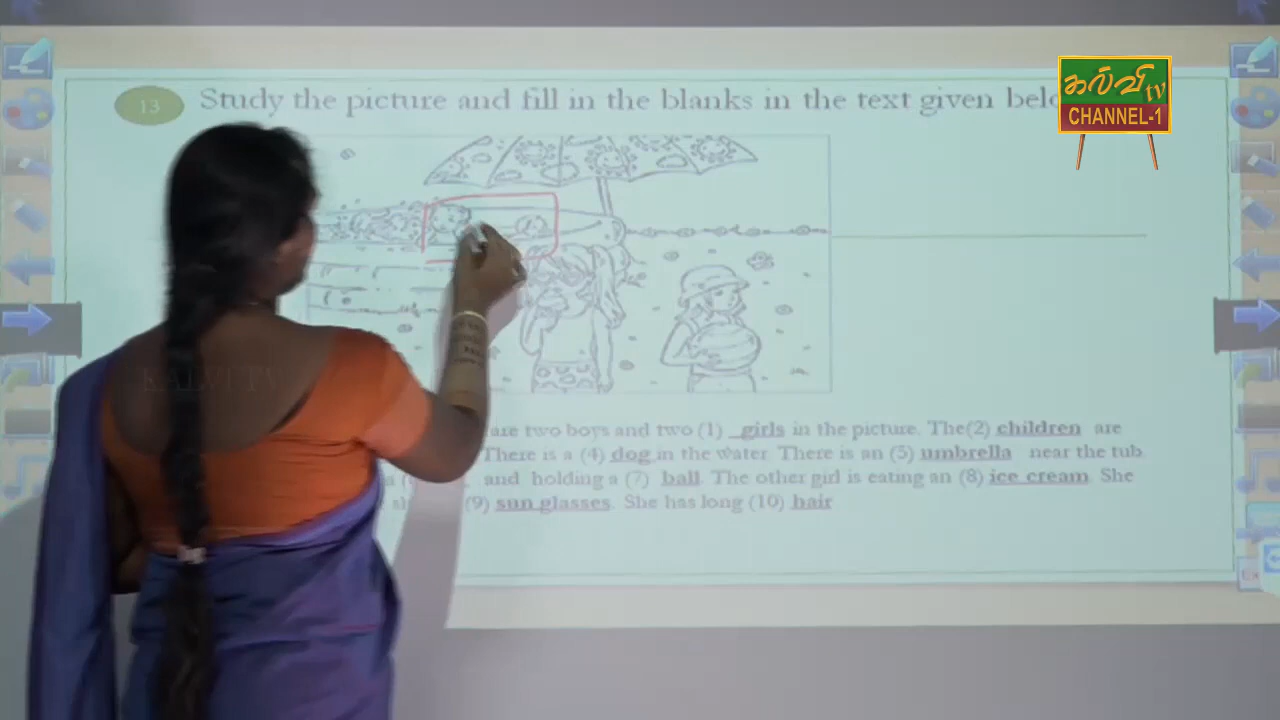 13 Study the picture and fill in the blanks in the text given
கல்வி TV
CHANNEL-1
KALVI TV
are two boys and two (1) _girls in the picture. The(2) children are
There is a (4) dog in the water. There is an (5) umbrella near the tub
and holding a (7) ball. The other girl is eating an (8) ice cream. She
(9) sun glasses. She has long (10) hair